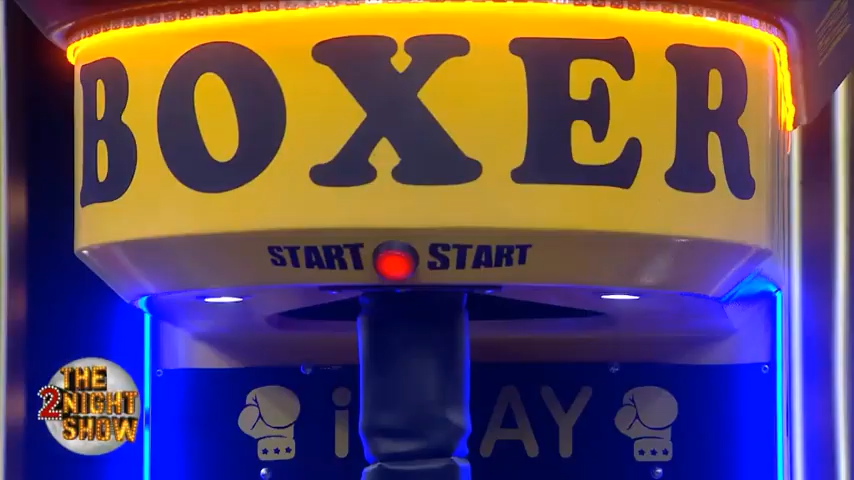 BOXER
START START
THE
2NIGHT
SHOW